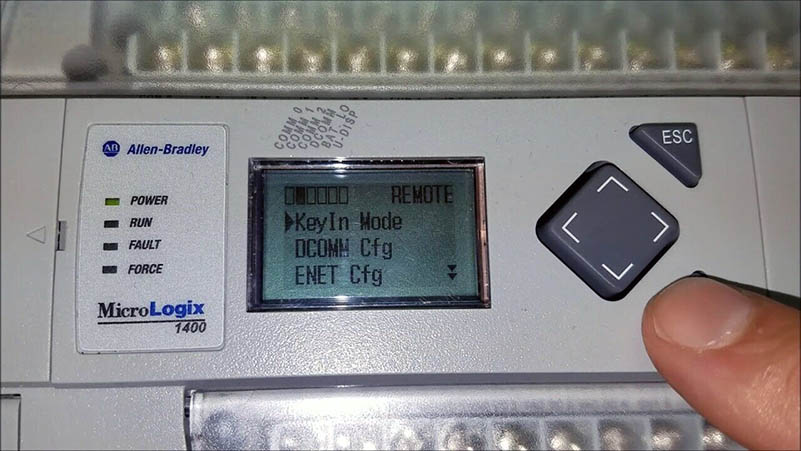 COMM 0
COMM 1
COMM 2
DCOMM
BAT. LO
U-DISP
ESC
AB Allen-Bradley
POWER
RUN
FAULT
FORCE
MicroLogix
1400
REMOTE
KeyIn Mode
DCOMM Cfg
ENET Cfg